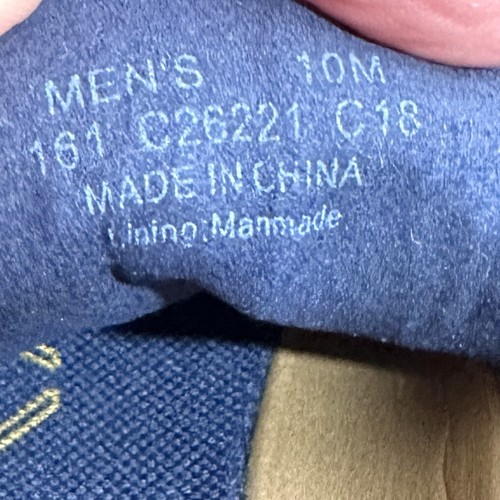 MEN'S 10M
161 C26221 C18
MADE IN CHINA
Lining:Manmade